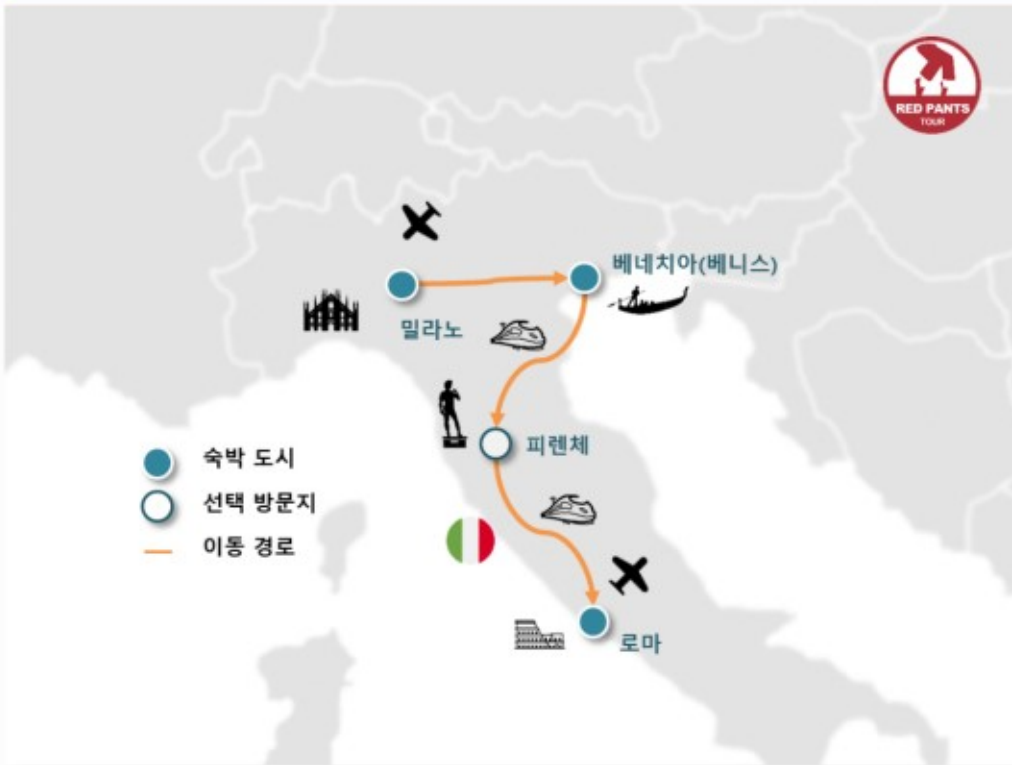 RED PANTS
TOUR
베네치아(베니스)
밀라노
피렌체
숙박 도시
선택 방문지
이동 경로
로마